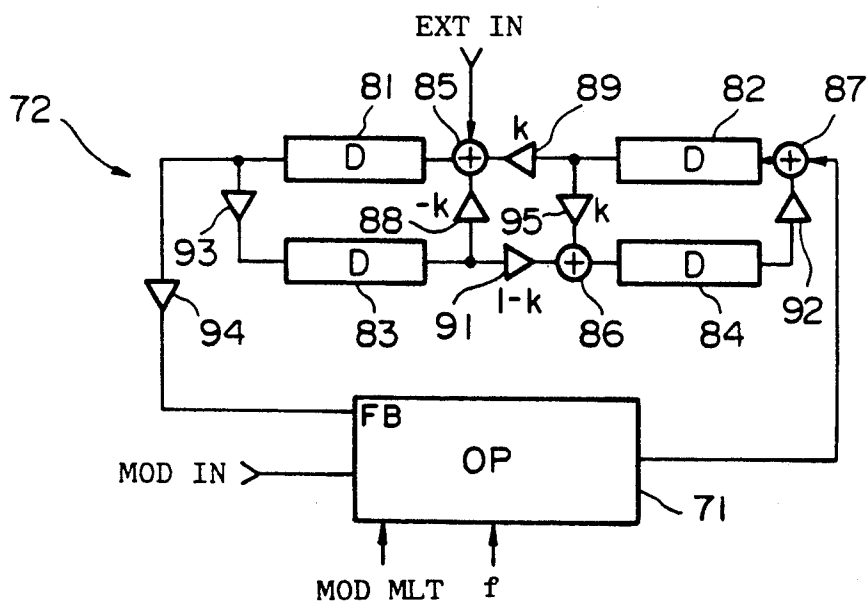 EXT IN
72
81
85
89
82
87
D
k
D
-k
93
88
95
k
D
D
94
83
91
1-k
86
84
92
FB
OP
MOD IN
71
MOD MLT
f